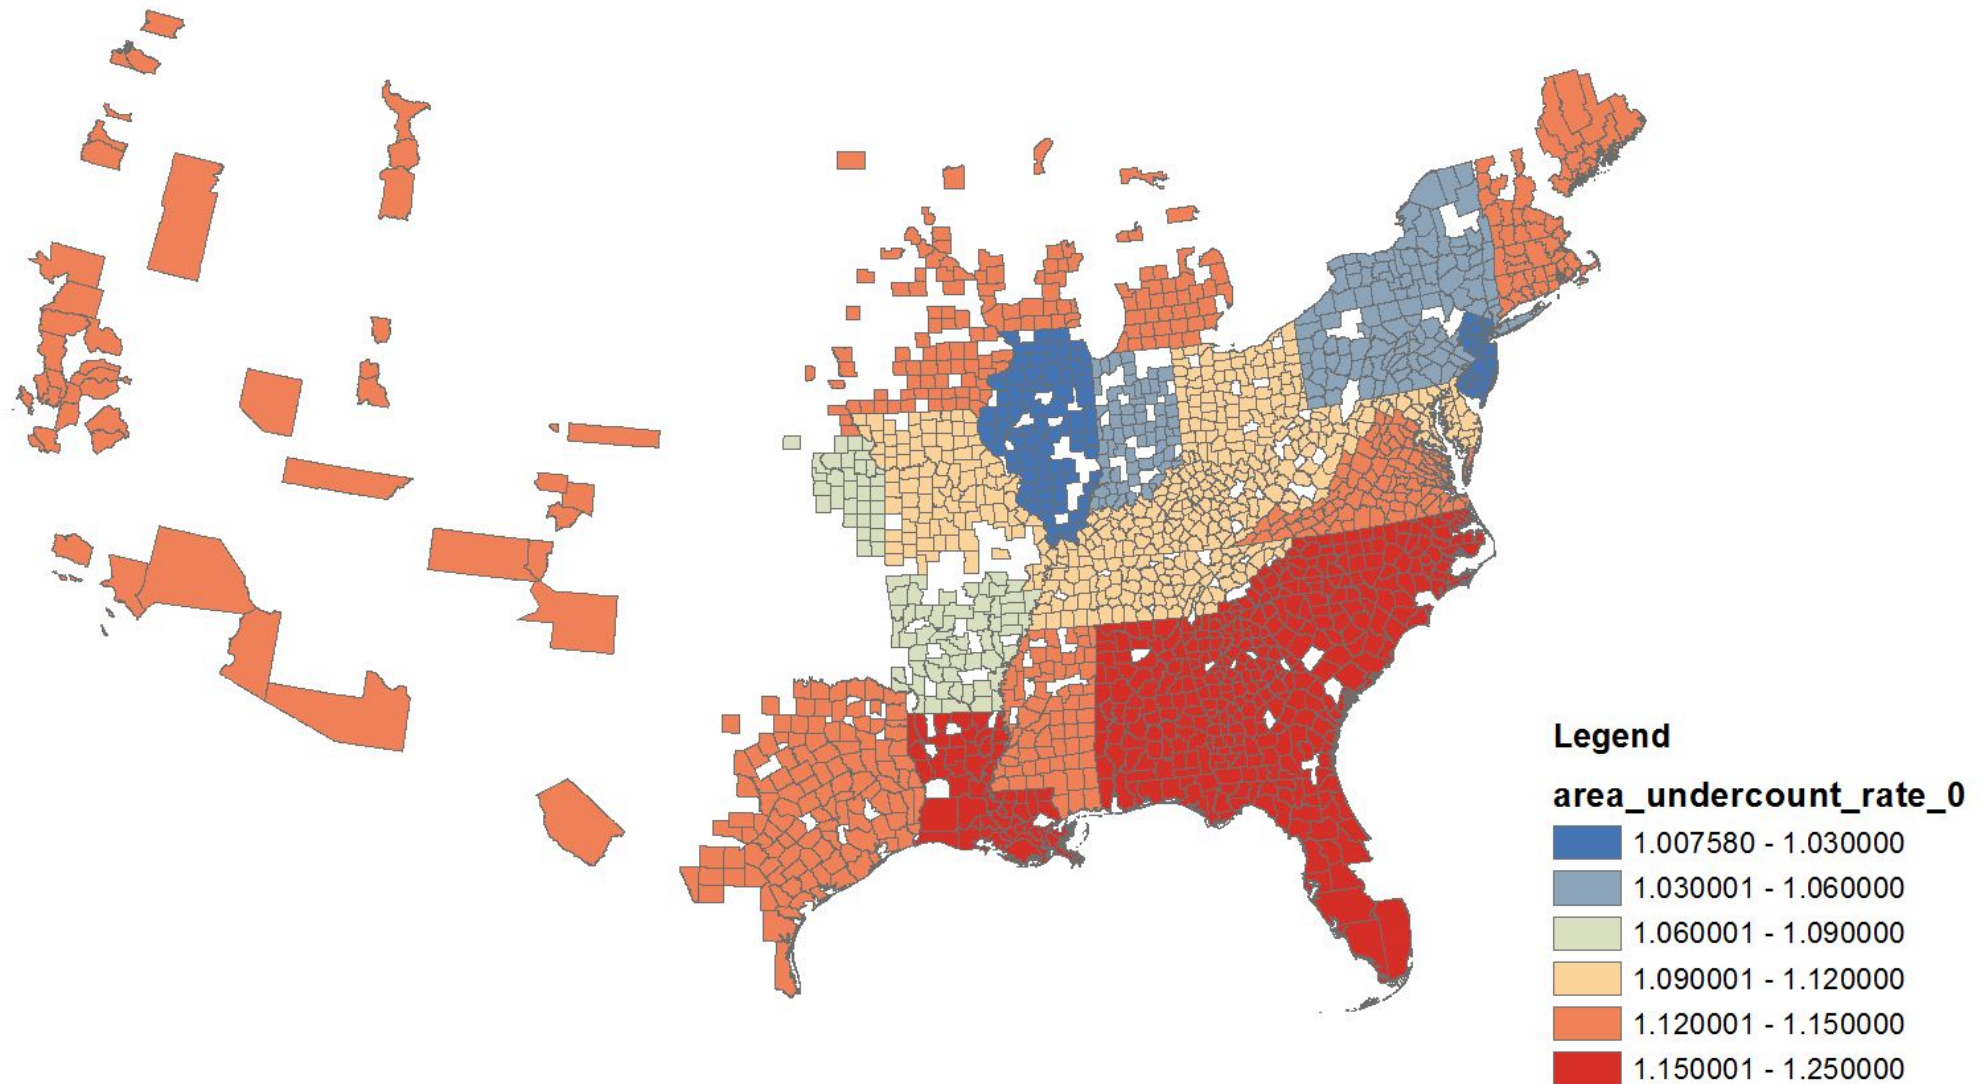 Legend
area_undercount_rate_0
1.007580 - 1.030000
1.030001 - 1.060000
1.060001 - 1.090000
1.090001 - 1.120000
1.120001 - 1.150000
1.150001 - 1.250000